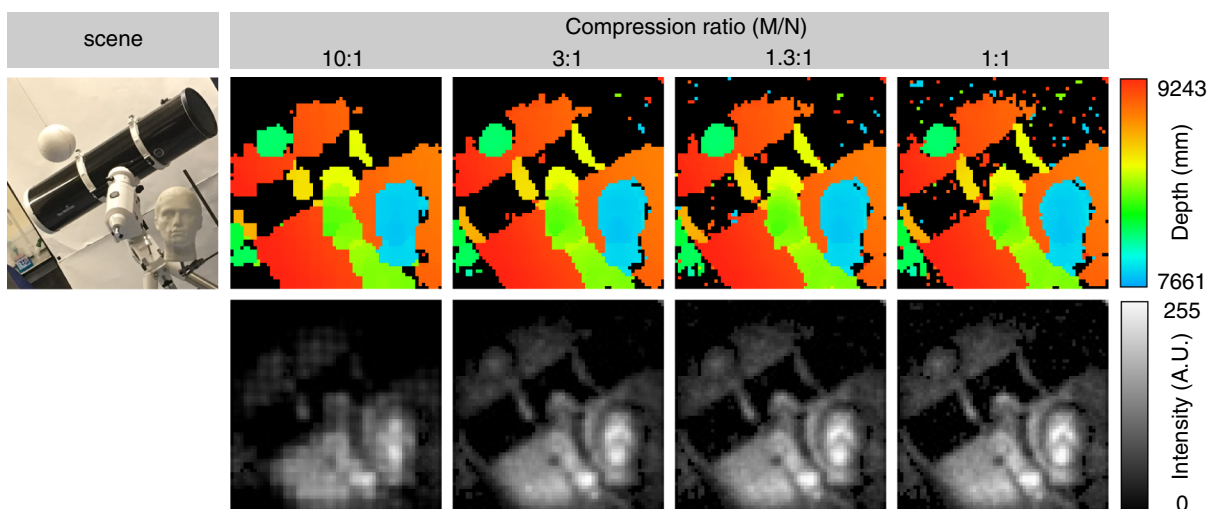 scene
Compression ratio (M/N)
10:1 3:1 1.3:1 1:1
9243
Depth (mm)
7661
255
Intensity (A.U.)
0